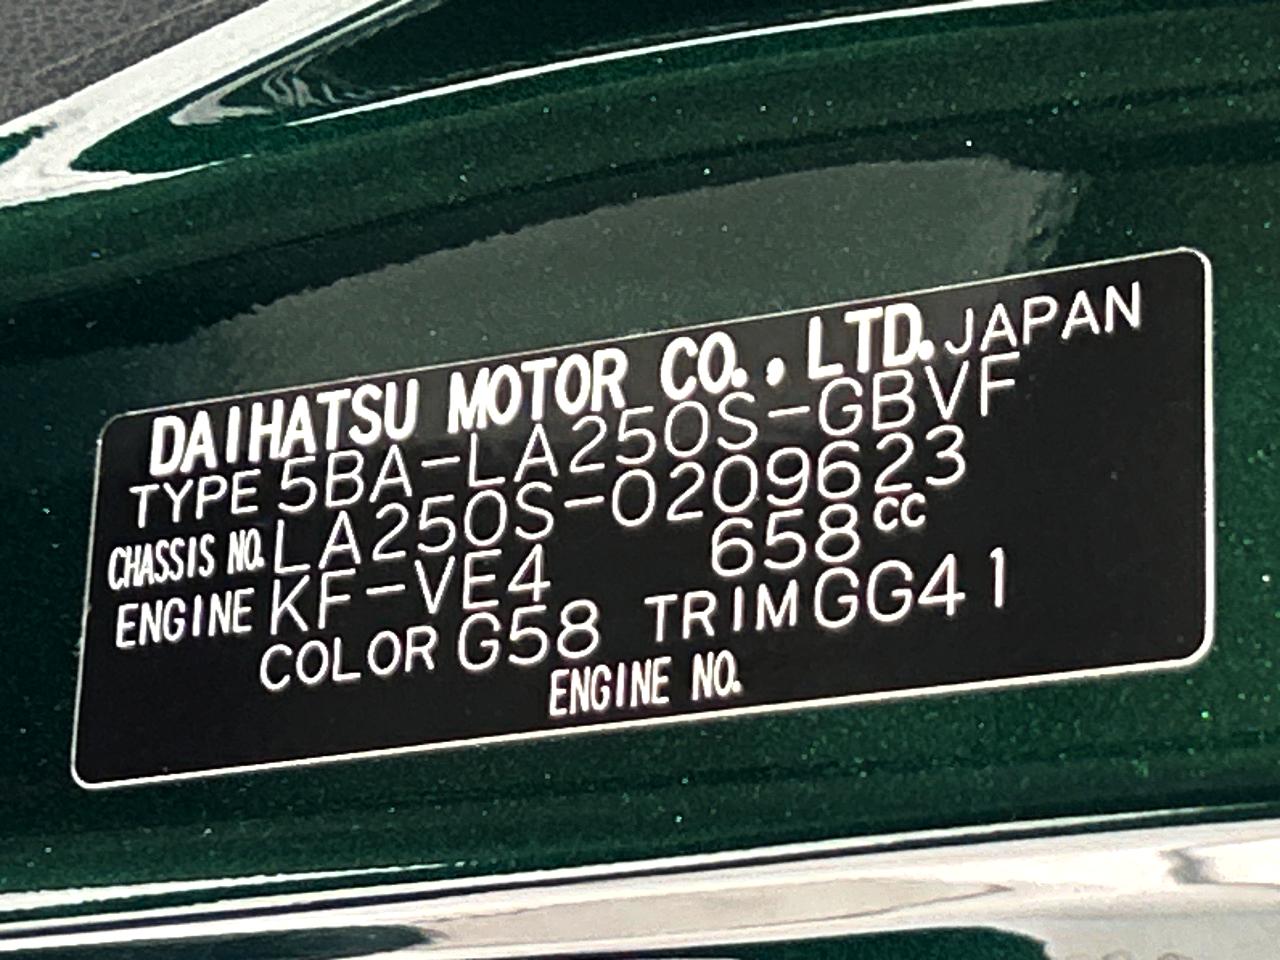 DAIHATSU MOTOR CO., LTD. JAPAN
TYPE 5BA-LA250S-GBVF
CHASSIS NO. LA250S-0209623
ENGINE KF-VE4 658cc
COLOR G58 TRIM GG41
ENGINE NO.